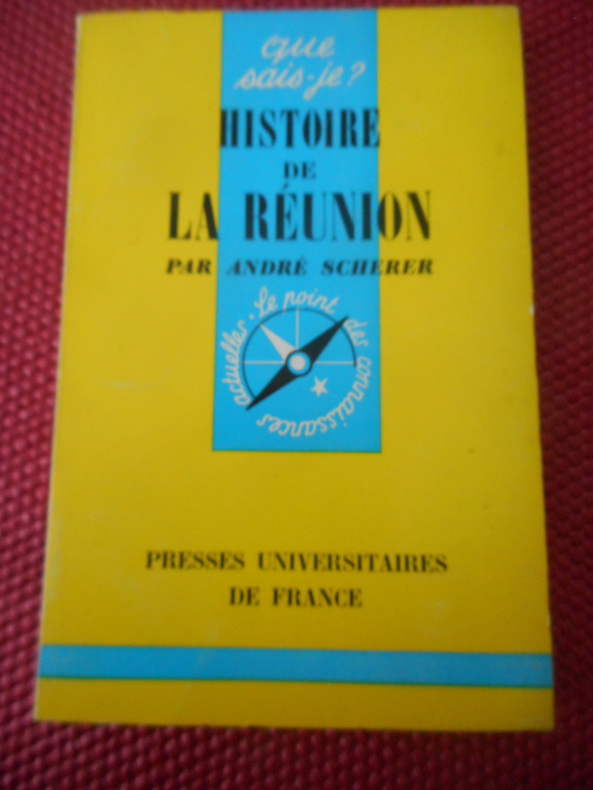 que
sais-je?
HISTOIRE
DE
LA RÉUNION
PAR ANDRÉ SCHERER
Le point des connaissances actuelles.
PRESSES UNIVERSITAIRES
DE FRANCE